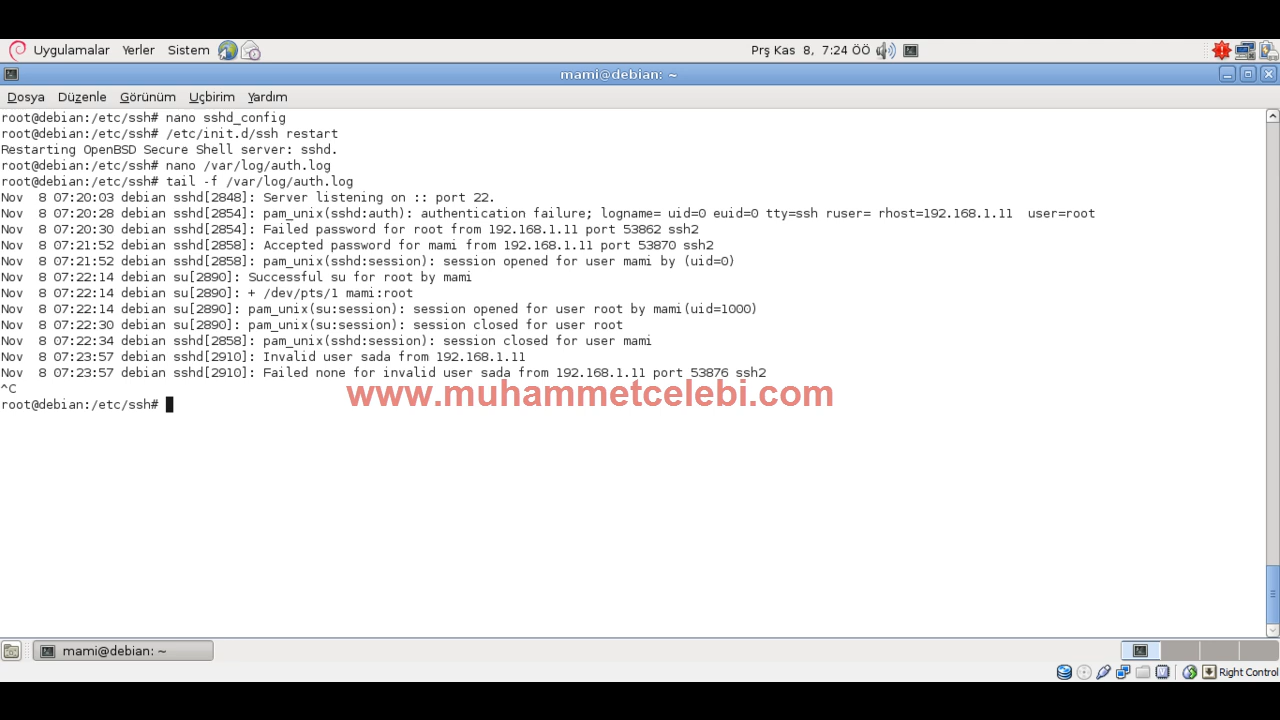 Uygulamalar Yerler Sistem Prş Kas 8, 7:24 ÖÖ
mami@debian: ~
Dosya Düzenle Görünüm Uçbirim Yardım
root@debian:/etc/ssh# nano sshd_config
root@debian:/etc/ssh# /etc/init.d/ssh restart
Restarting OpenBSD Secure Shell server: sshd.
root@debian:/etc/ssh# nano /var/log/auth.log
root@debian:/etc/ssh# tail -f /var/log/auth.log
Nov  8 07:20:03 debian sshd[2848]: Server listening on :: port 22.
Nov  8 07:20:28 debian sshd[2854]: pam_unix(sshd:auth): authentication failure; logname= uid=0 euid=0 tty=ssh ruser= rhost=192.168.1.11  user=root
Nov  8 07:20:30 debian sshd[2854]: Failed password for root from 192.168.1.11 port 53862 ssh2
Nov  8 07:21:52 debian sshd[2858]: Accepted password for mami from 192.168.1.11 port 53870 ssh2
Nov  8 07:21:52 debian sshd[2858]: pam_unix(sshd:session): session opened for user mami by (uid=0)
Nov  8 07:22:14 debian su[2890]: Successful su for root by mami
Nov  8 07:22:14 debian su[2890]: + /dev/pts/1 mami:root
Nov  8 07:22:14 debian su[2890]: pam_unix(su:session): session opened for user root by mami(uid=1000)
Nov  8 07:22:30 debian su[2890]: pam_unix(su:session): session closed for user root
Nov  8 07:22:34 debian sshd[2858]: pam_unix(sshd:session): session closed for user mami
Nov  8 07:23:57 debian sshd[2910]: Invalid user sada from 192.168.1.11
Nov  8 07:23:57 debian sshd[2910]: Failed none for invalid user sada from 192.168.1.11 port 53876 ssh2
^C
www.muhammetcelebi.com
root@debian:/etc/ssh#
mami@debian: ~
Right Control